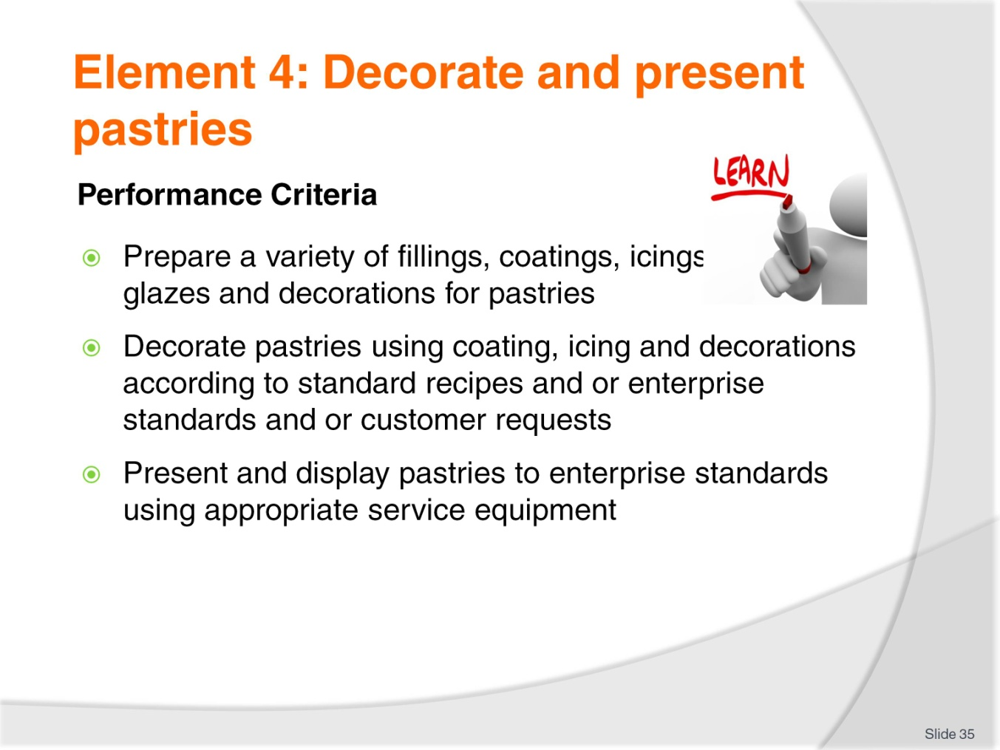 Element 4: Decorate and present
pastries
LEARN
Performance Criteria
Prepare a variety of fillings, coatings, icings
glazes and decorations for pastries
Decorate pastries using coating, icing and decorations
according to standard recipes and or enterprise
standards and or customer requests
Present and display pastries to enterprise standards
using appropriate service equipment
Slide 35